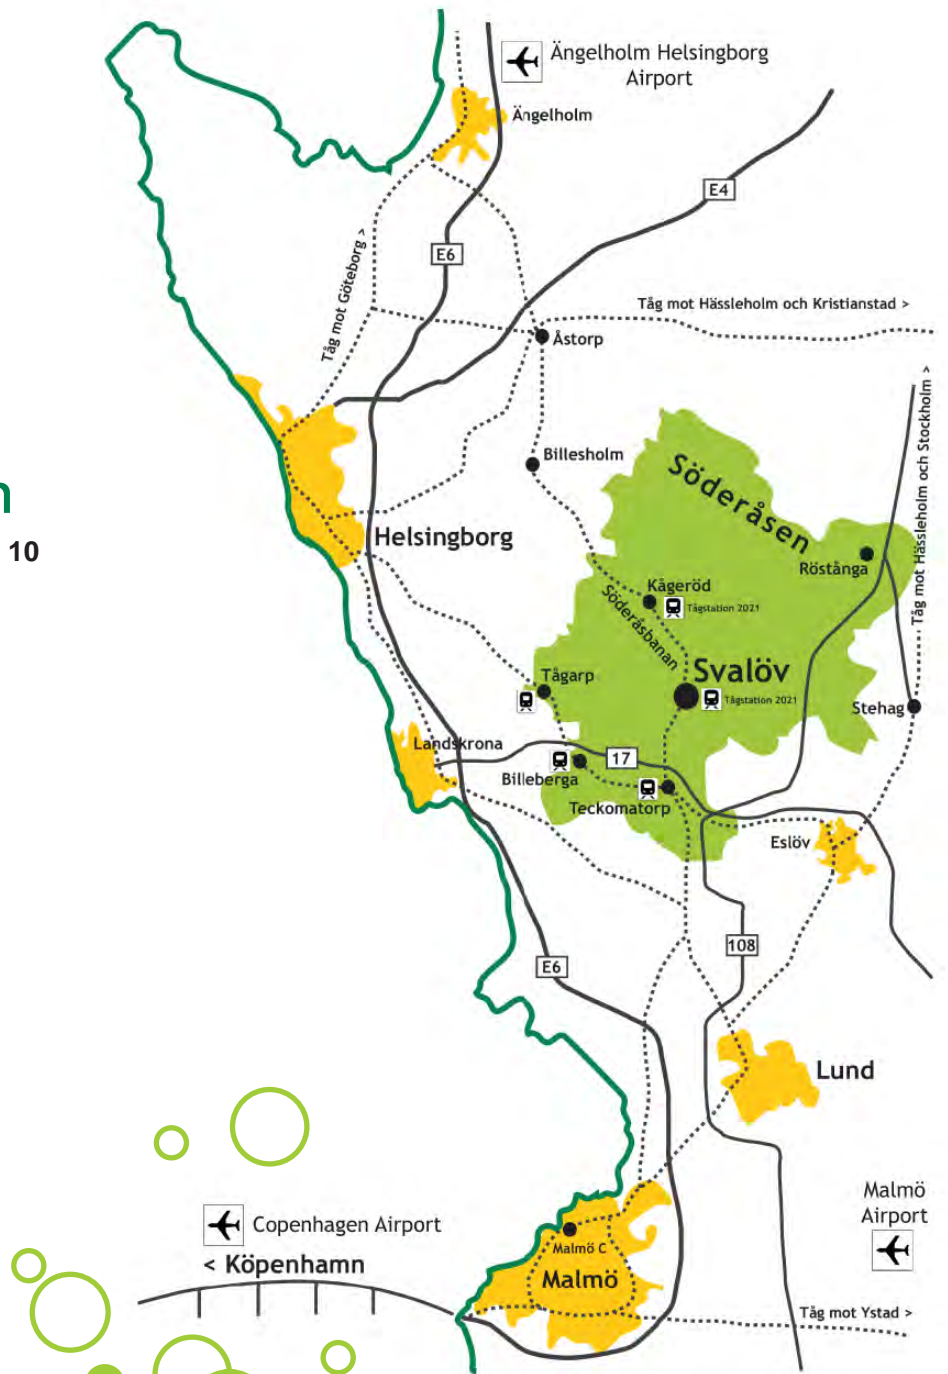 Ängelholm Helsingborg
Airport
Ängelholm
E4
E6
Tåg mot Göteborg >
Tåg mot Hässleholm och Kristianstad >
Åstorp
Tåg mot Hässleholm och Stockholm >
Billesholm
Söderåsen
n
10
Helsingborg
Röstånga
Kågeröd
Tågstation 2021
Söderåsbanan
Svalöv
Tågstation 2021
Tågarp
Stehag
Landskrona
17
Billeberga
Teckomatorp
Eslöv
108
E6
Lund
Malmö
Airport
Copenhagen Airport
< Köpenhamn
Malmö C
Malmö
Tåg mot Ystad >